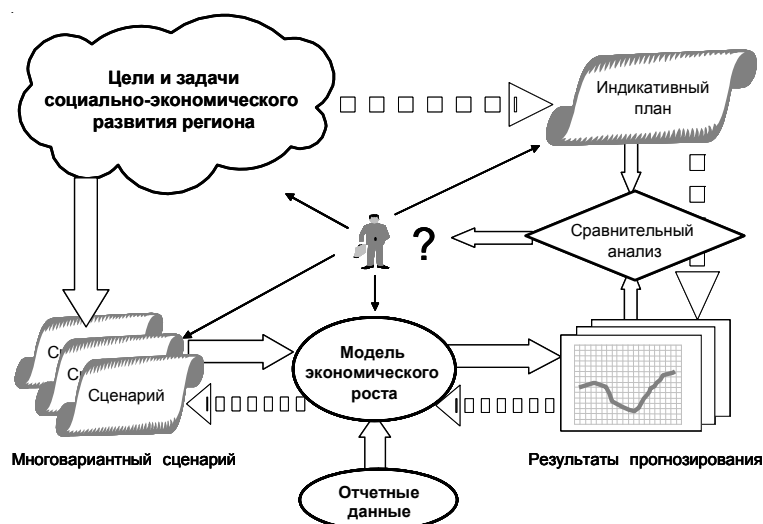 Цели и задачи
социально-экономического
развития региона
Индикативный
план
?
Сравнительный
анализ
С
С
Сценарий
Модель
экономического
роста
Многовариантный сценарий
Результаты прогнозирования
Отчетные
данные